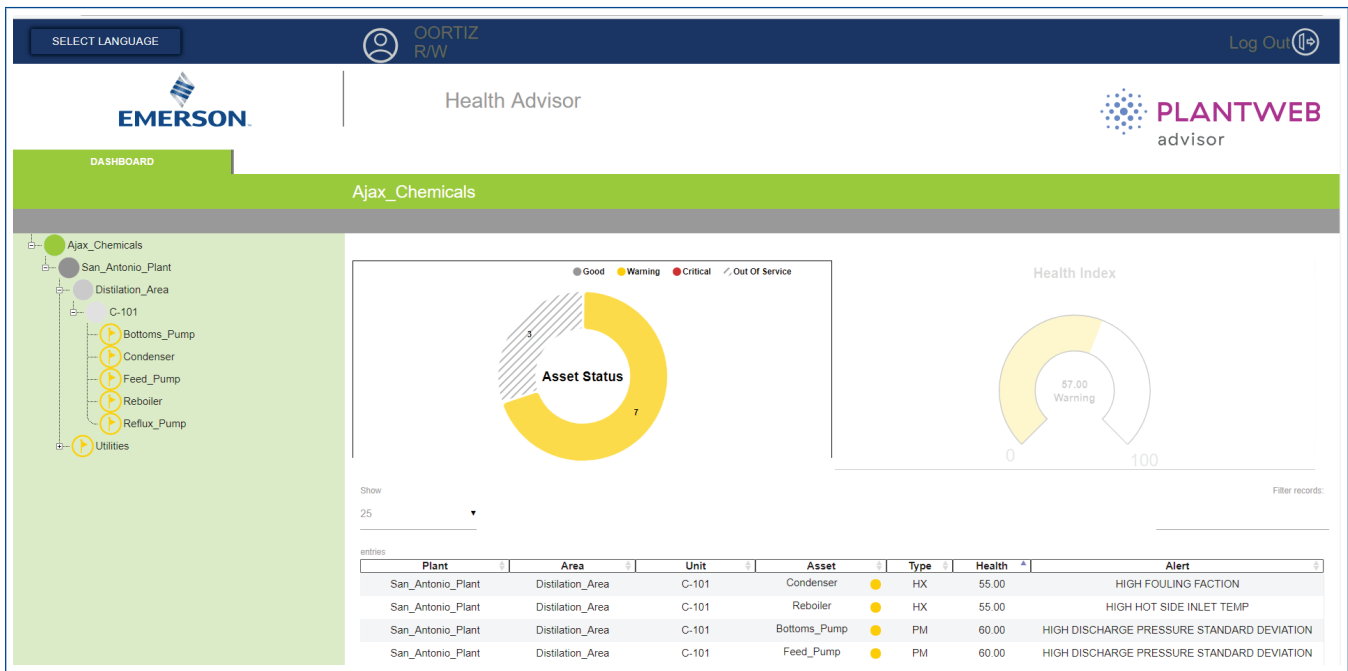 SELECT LANGUAGE
OORTIZ
R/W
Log Out
EMERSON
Health Advisor
PLANTWEB
advisor
DASHBOARD
Ajax_Chemicals
Ajax_Chemicals
San_Antonio_Plant
Distilation_Area
C-101
Bottoms_Pump
Condenser
Feed_Pump
Reboiler
Reflux_Pump
Utilities
Good Warning Critical Out Of Service
3
Asset Status
7
Health Index
57.00
Warning
0 100
Show
25
Filter records:
entries
Plant Area Unit Asset Type Health Alert
San_Antonio_Plant Distilation_Area C-101 Condenser HX 55.00 HIGH FOULING FACTION
San_Antonio_Plant Distilation_Area C-101 Reboiler HX 55.00 HIGH HOT SIDE INLET TEMP
San_Antonio_Plant Distilation_Area C-101 Bottoms_Pump PM 60.00 HIGH DISCHARGE PRESSURE STANDARD DEVIATION
San_Antonio_Plant Distilation_Area C-101 Feed_Pump PM 60.00 HIGH DISCHARGE PRESSURE STANDARD DEVIATION